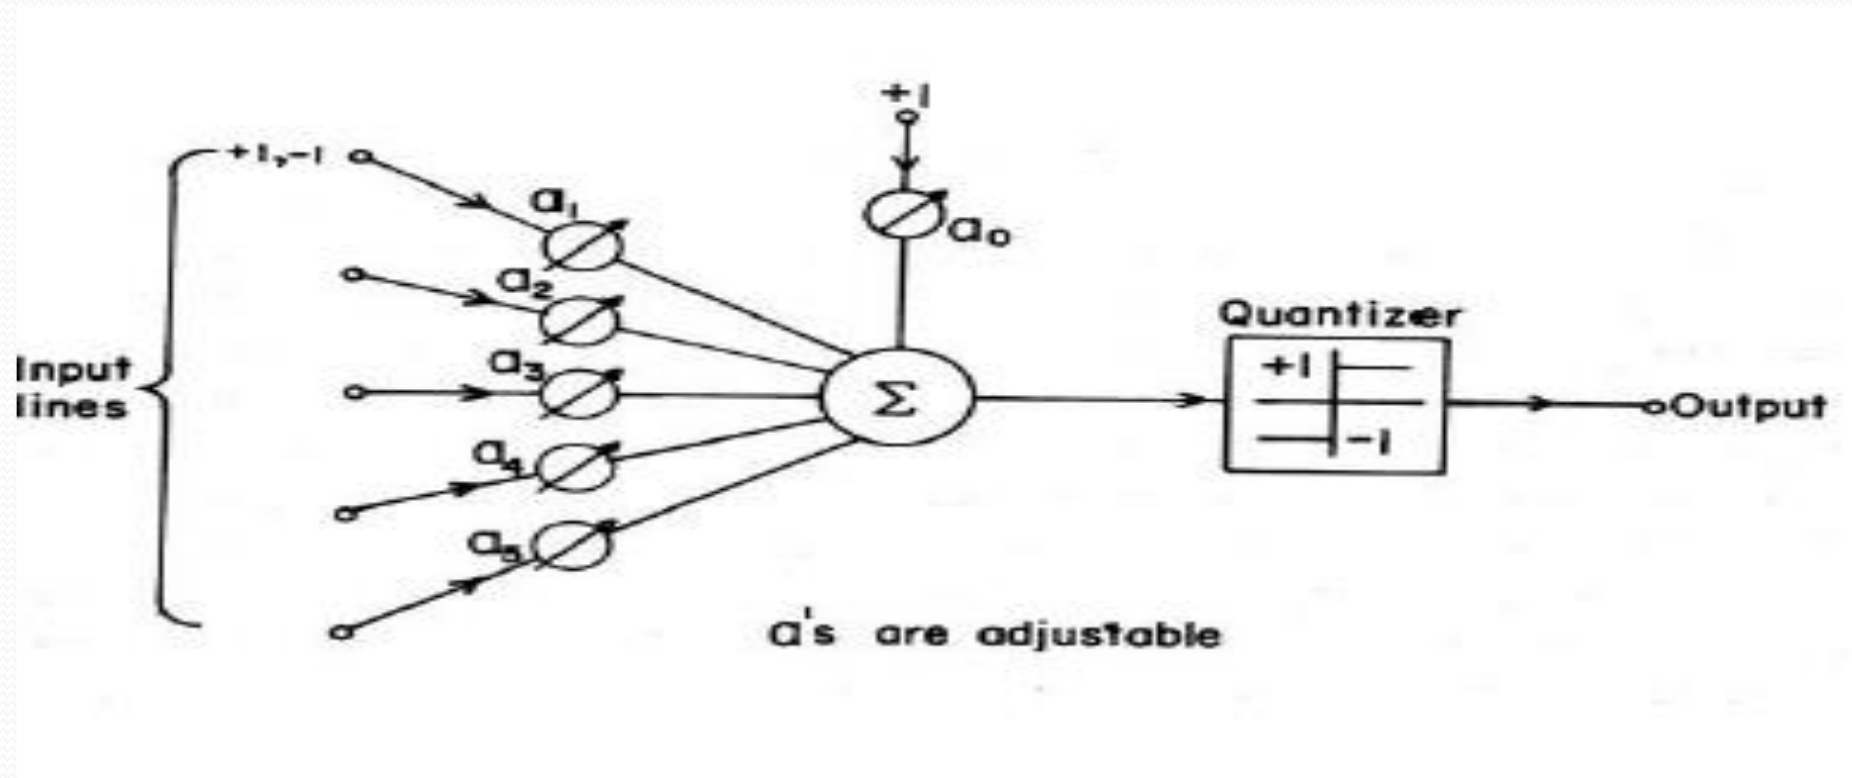 +1
+1,-1
a1
a0
a2
Quantizer
a3
+1
Input
lines
Σ
-1
Output
a4
a5
a's are adjustable